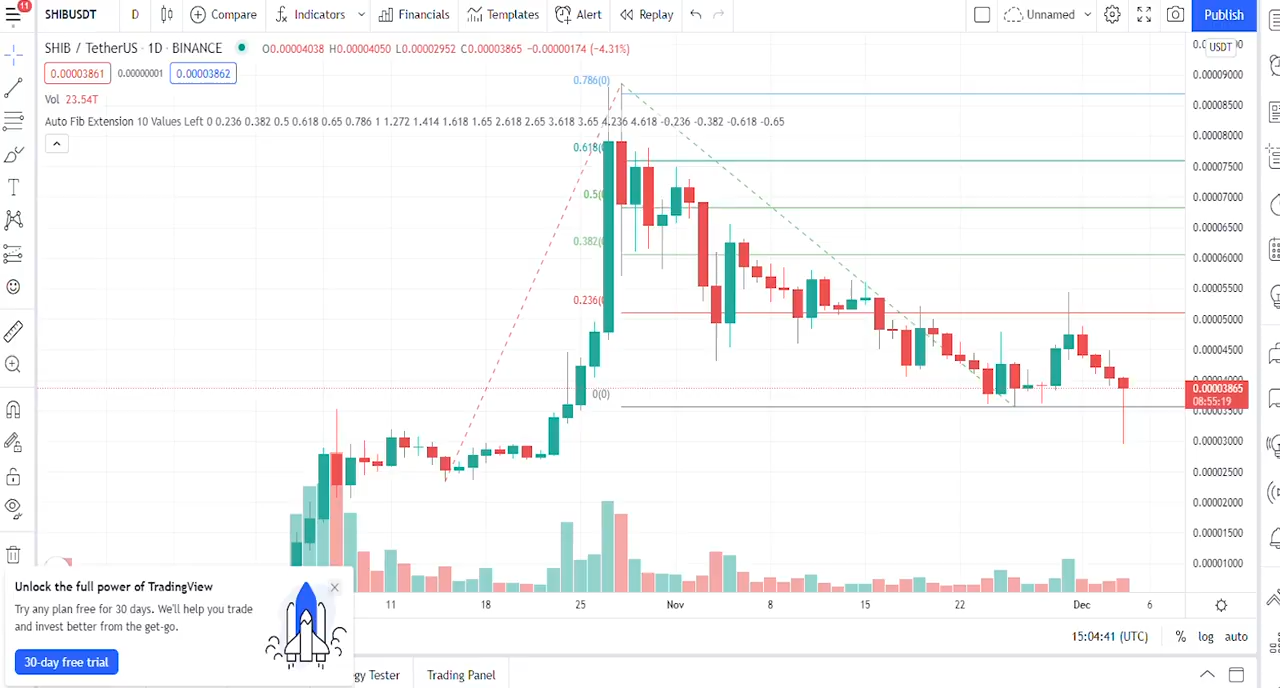 11
SHIBUSDT D Compare Indicators Financials Templates Alert Replay Unnamed Publish
SHIB / TetherUS · 1D · BINANCE O0.00004038 H0.00004050 L0.00002952 C0.00003865 −0.00000174 (−4.31%)
USDT
0.00003861 0.00000001 0.00003862
Vol 23.54T
Auto Fib Extension 10 Values Left 0 0.236 0.382 0.5 0.618 0.65 0.786 1 1.272 1.414 1.618 1.65 2.618 2.65 3.618 3.65 4.236 4.618 -0.236 -0.382 -0.618 -0.65
0.786(0)
0.618(
0.5(
0.382(
0.236(
0(0)
0.00009000
0.00008500
0.00008000
0.00007500
0.00007000
0.00006500
0.00006000
0.00005500
0.00005000
0.00004500
0.00003865
08:55:19
0.00003500
0.00003000
0.00002500
0.00002000
0.00001500
0.00001000
11 18 25 Nov 8 15 22 Dec 6
15:04:41 (UTC) % log auto
Unlock the full power of TradingView
Try any plan free for 30 days. We'll help you trade
and invest better from the get-go.
30-day free trial
gy Tester Trading Panel